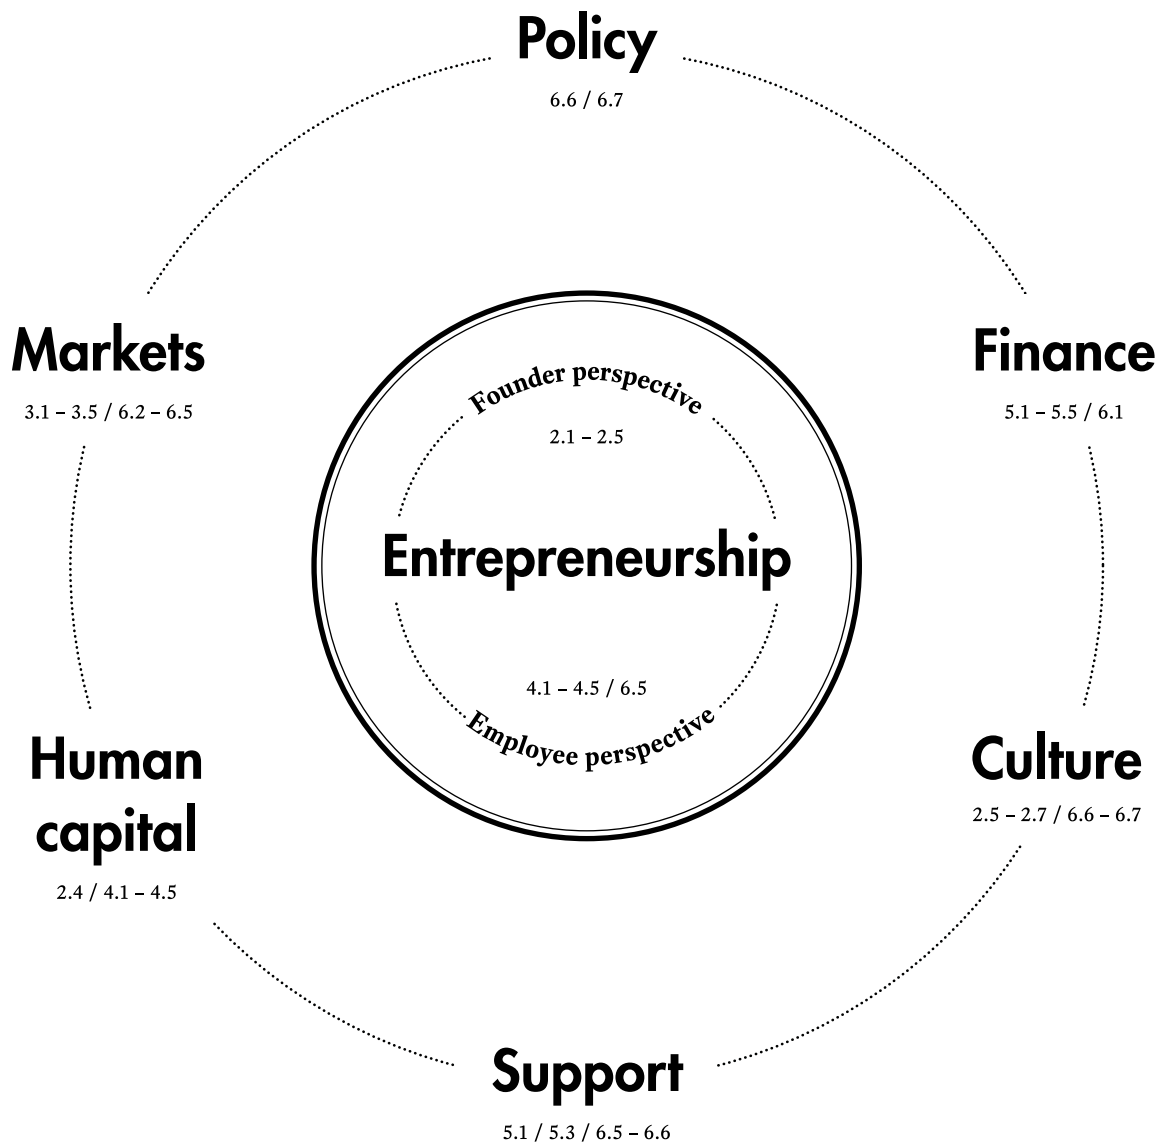 Policy
6.6 / 6.7
Markets
3.1 – 3.5 / 6.2 – 6.5
Finance
5.1 – 5.5 / 6.1
Founder perspective
2.1 – 2.5
Entrepreneurship
4.1 – 4.5 / 6.5
Employee perspective
Human
capital
2.4 / 4.1 – 4.5
Culture
2.5 – 2.7 / 6.6 – 6.7
Support
5.1 / 5.3 / 6.5 – 6.6